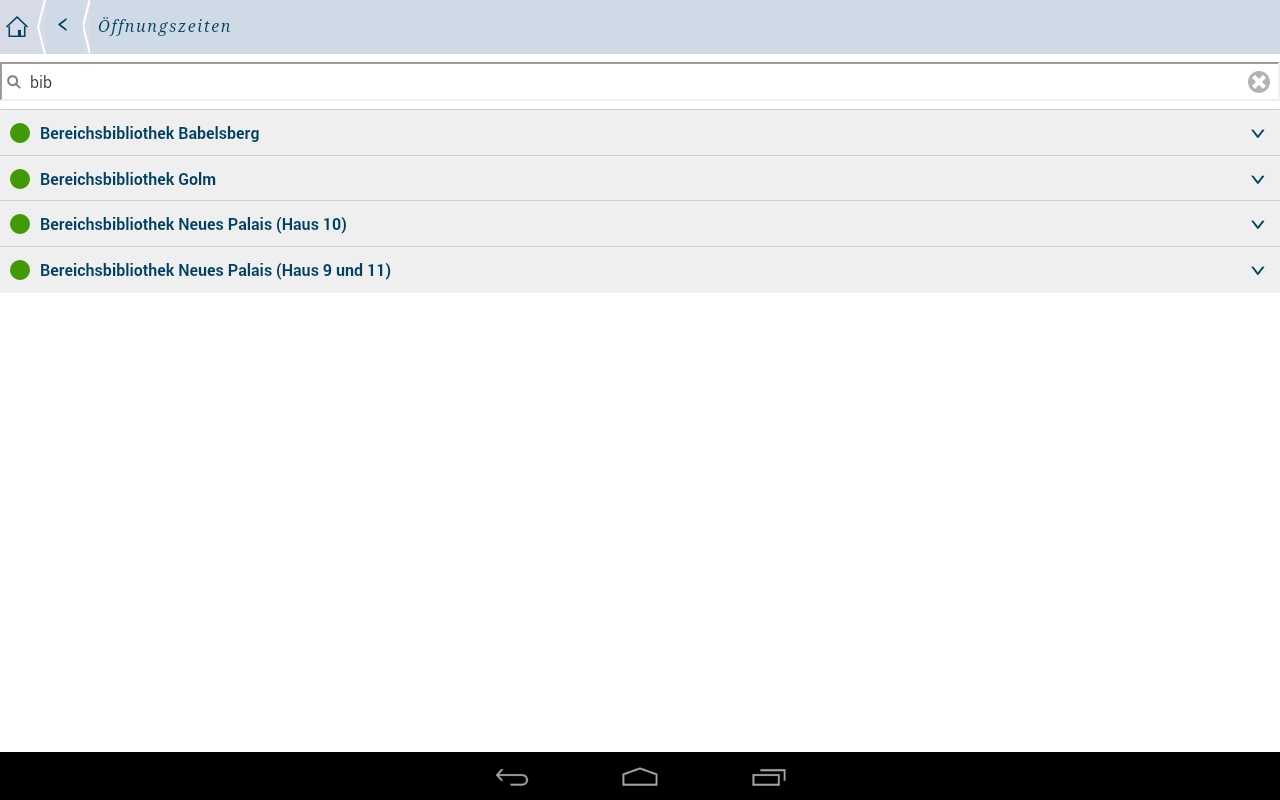 Öffnungszeiten
bib
Bereichsbibliothek Babelsberg
Bereichsbibliothek Golm
Bereichsbibliothek Neues Palais (Haus 10)
Bereichsbibliothek Neues Palais (Haus 9 und 11)